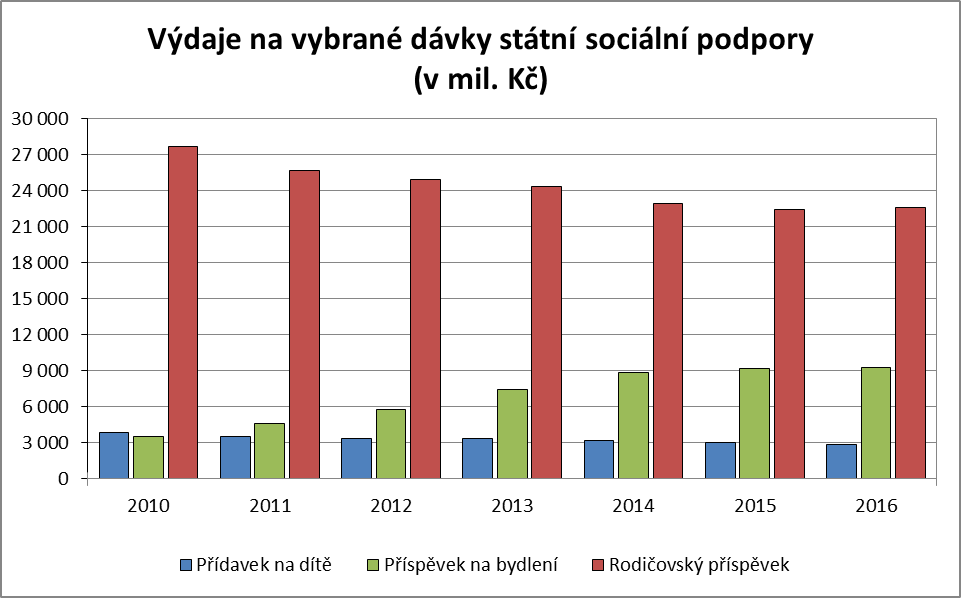 Výdaje na vybrané dávky státní sociální podpory
(v mil. Kč)
30 000
27 000
24 000
21 000
18 000
15 000
12 000
9 000
6 000
3 000
0
2010 2011 2012 2013 2014 2015 2016
Přídavek na dítě Příspěvek na bydlení Rodičovský příspěvek